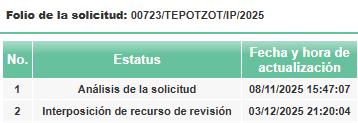 Folio de la solicitud: 00723/TEPOTZOT/IP/2025
No. Estatus Fecha y hora de actualización
1 Análisis de la solicitud 08/11/2025 15:47:07
2 Interposición de recurso de revisión 03/12/2025 21:20:04